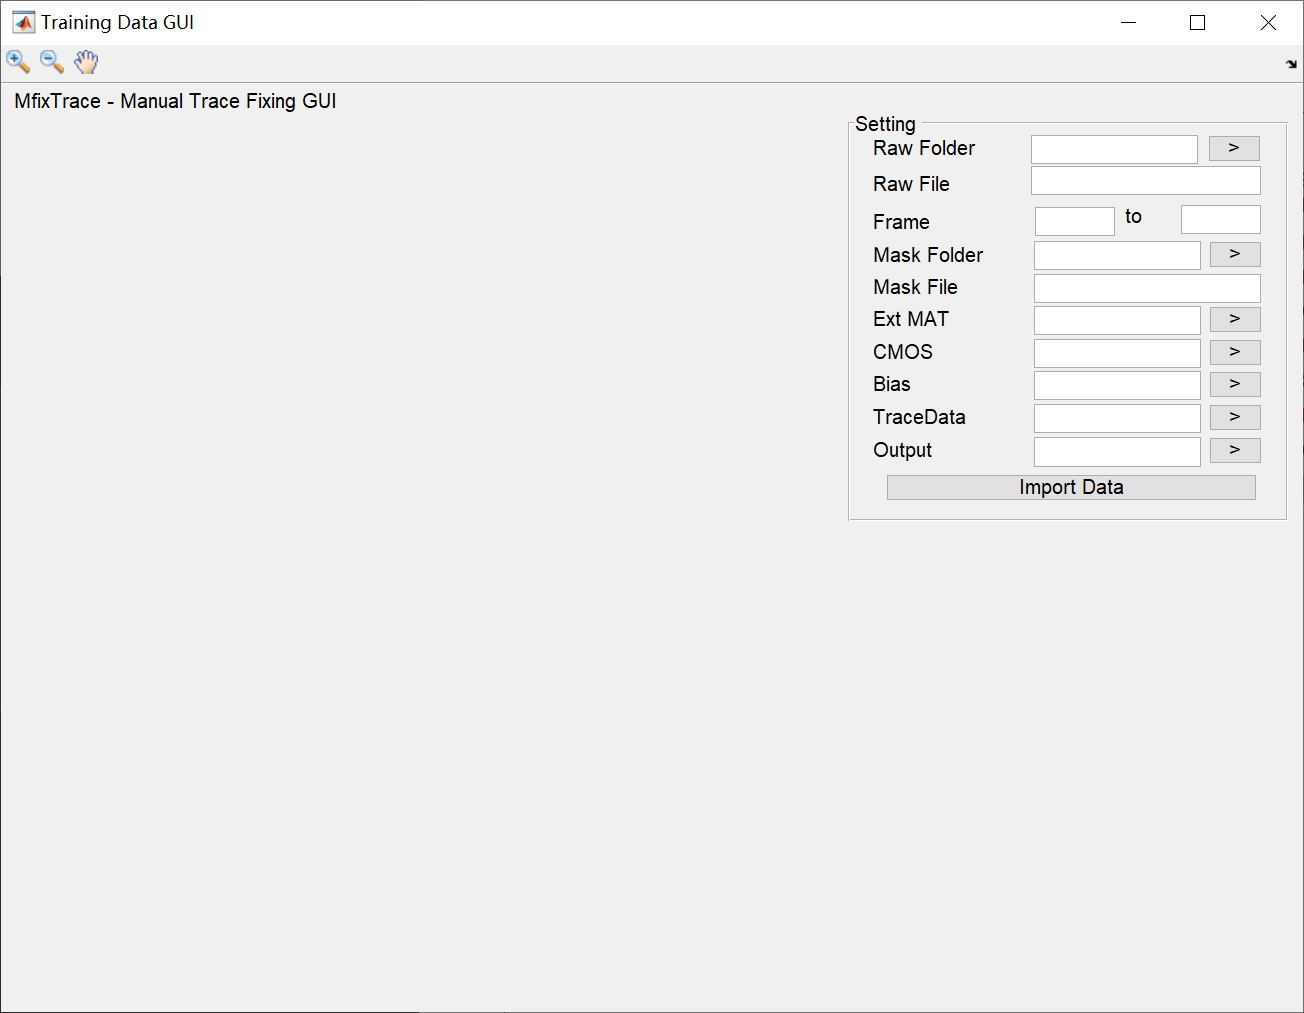 Training Data GUI
MfixTrace - Manual Trace Fixing GUI
Setting
Raw Folder >
Raw File
Frame to
Mask Folder >
Mask File
Ext MAT >
CMOS >
Bias >
TraceData >
Output >
Import Data